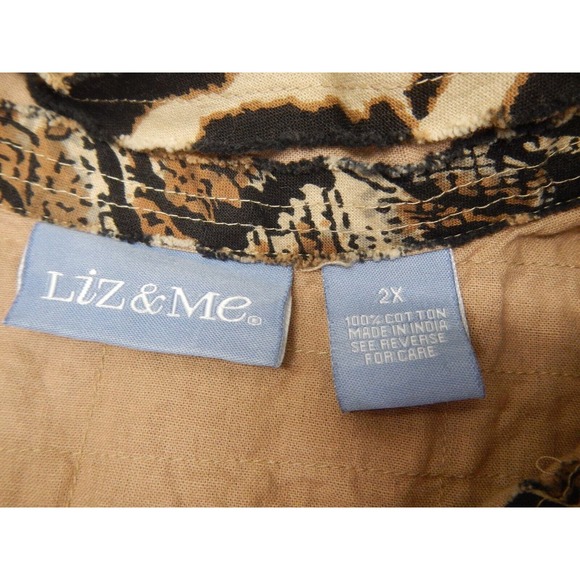 LiZ&Me®
2X
100% COTTON
MADE IN INDIA
SEE REVERSE
FOR CARE